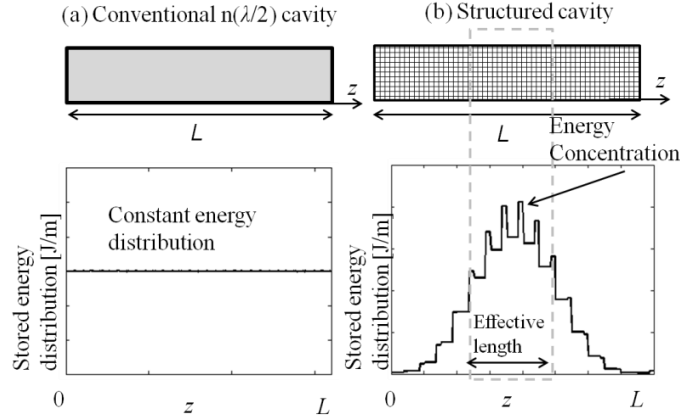 (a) Conventional n(λ/2) cavity
z
L
Constant energy
distribution
Stored energy
distribution [J/m]
0
z
L
(b) Structured cavity
z
L
Energy
Concentration
Effective
length
Stored energy
distribution [J/m]
0
z
L